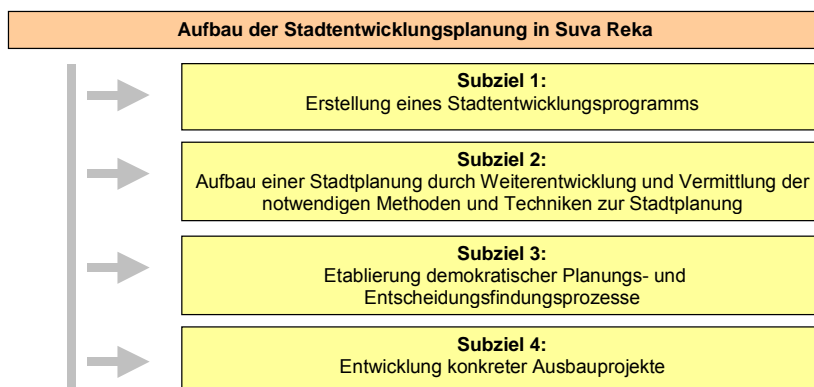 Aufbau der Stadtentwicklungsplanung in Suva Reka
Subziel 1:
Erstellung eines Stadtentwicklungsprogramms
Subziel 2:
Aufbau einer Stadtplanung durch Weiterentwicklung und Vermittlung der
notwendigen Methoden und Techniken zur Stadtplanung
Subziel 3:
Etablierung demokratischer Planungs- und
Entscheidungsfindungsprozesse
Subziel 4:
Entwicklung konkreter Ausbauprojekte